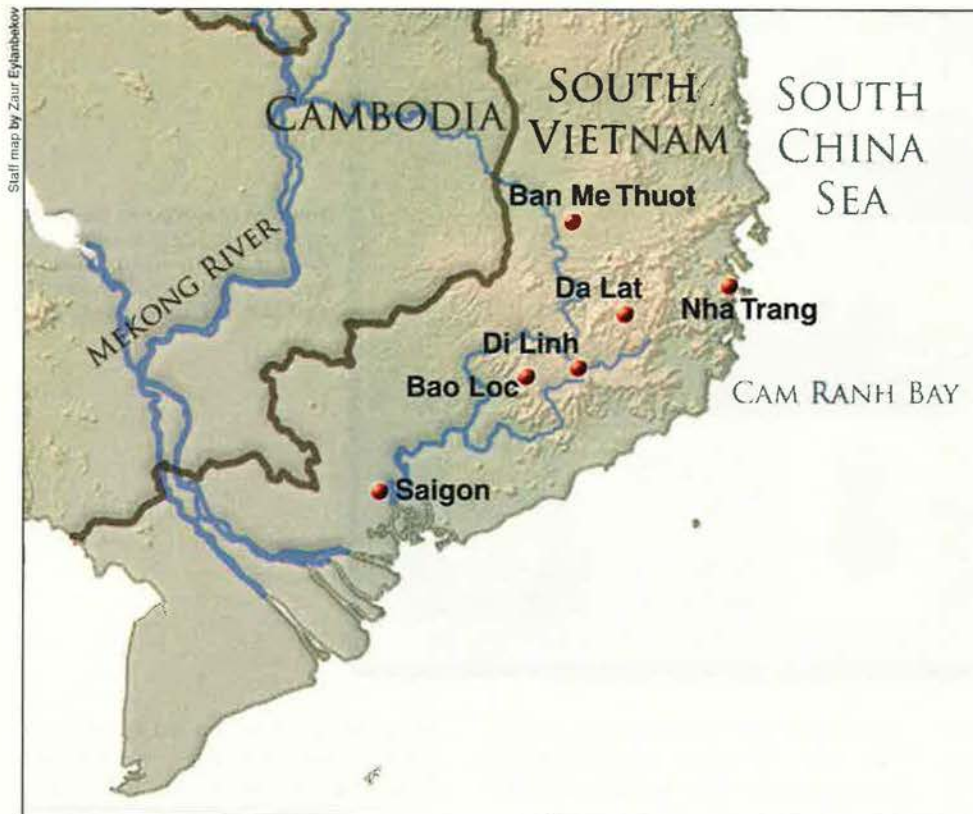 Staff map by Zaur Eylanbekov
CAMBODIA
SOUTH
VIETNAM
SOUTH
CHINA
SEA
MEKONG RIVER
Ban Me Thuot
Da Lat
Nha Trang
Di Linh
Bao Loc
CAM RANH BAY
Saigon